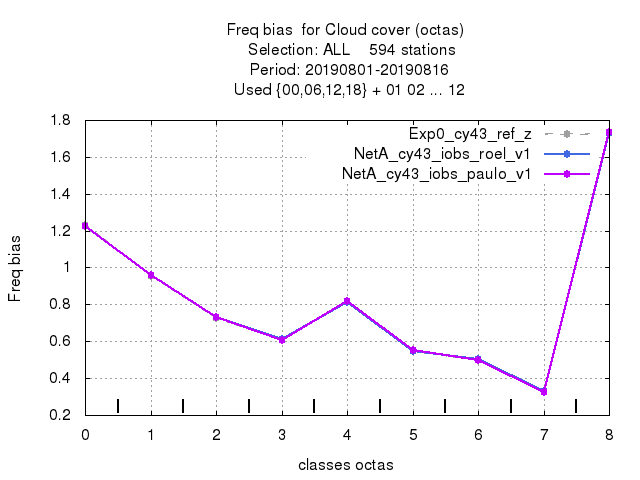 Freq bias  for Cloud cover (octas)
Selection: ALL    594 stations
Period: 20190801-20190816
Used {00,06,12,18} + 01 02 ... 12
Exp0_cy43_ref_z
NetA_cy43_iobs_roel_v1
NetA_cy43_iobs_paulo_v1
1.8
1.6
1.4
1.2
1
0.8
0.6
0.4
0.2
Freq bias
0 1 2 3 4 5 6 7 8
classes octas